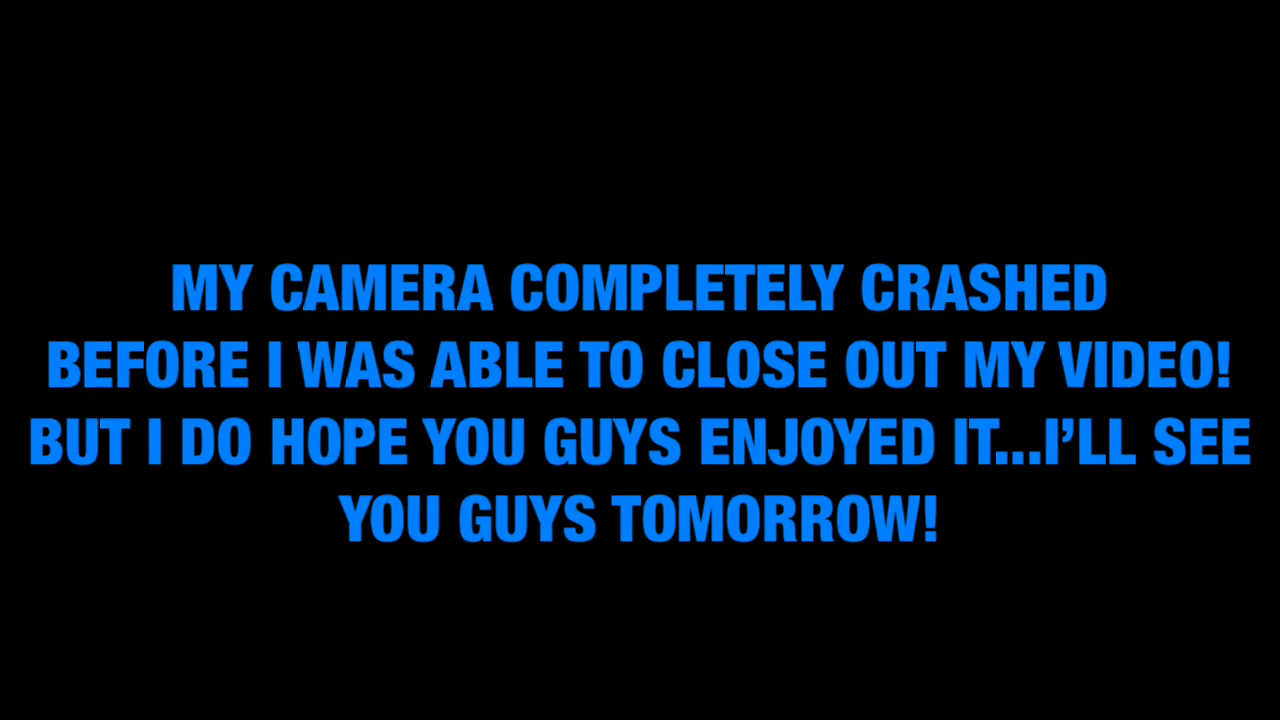 MY CAMERA COMPLETELY CRASHED
BEFORE I WAS ABLE TO CLOSE OUT MY VIDEO!
BUT I DO HOPE YOU GUYS ENJOYED IT...I’LL SEE
YOU GUYS TOMORROW!